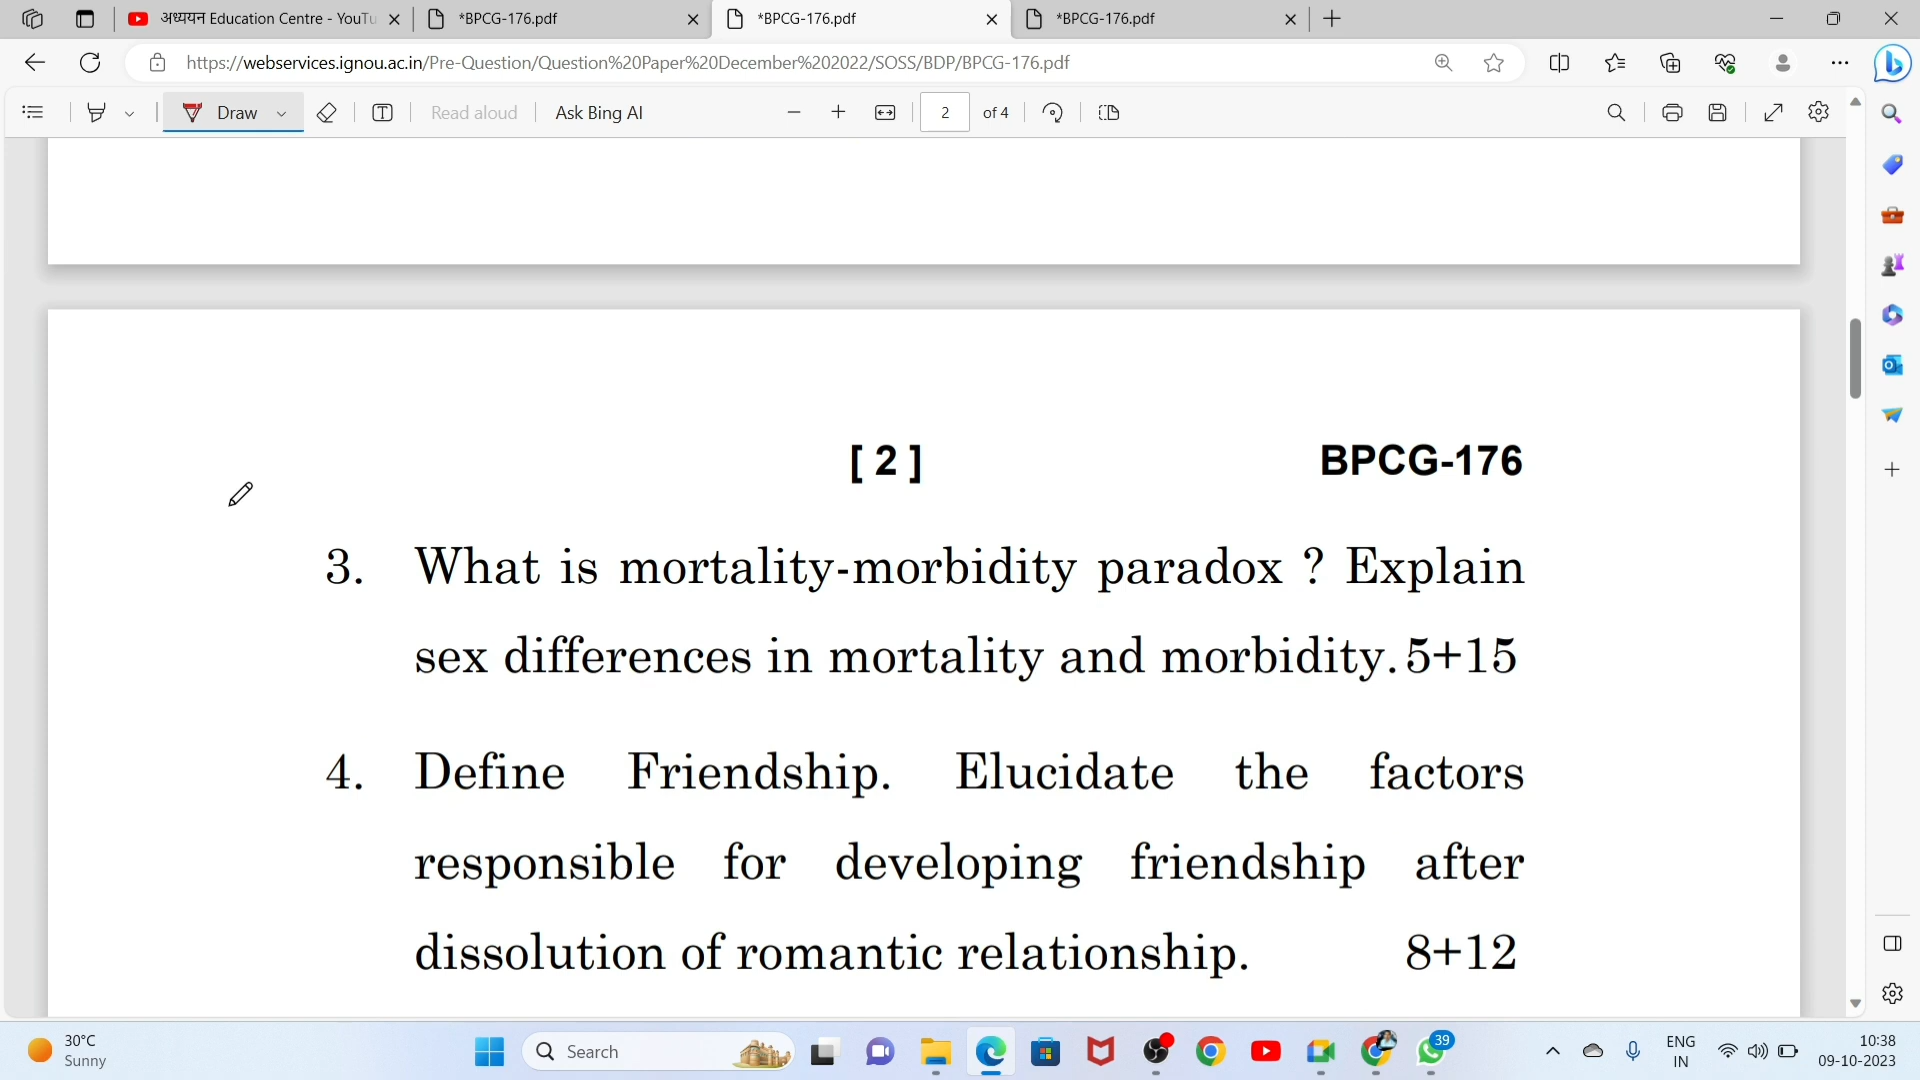 अध्ययन Education Centre - YouTu
*BPCG-176.pdf
*BPCG-176.pdf
*BPCG-176.pdf
https://webservices.ignou.ac.in/Pre-Question/Question%20Paper%20December%202022/SOSS/BDP/BPCG-176.pdf
Draw
Read aloud
Ask Bing AI
2 of 4
[ 2 ] BPCG-176
3. What is mortality-morbidity paradox ? Explain
sex differences in mortality and morbidity. 5+15
4. Define Friendship. Elucidate the factors
responsible for developing friendship after
dissolution of romantic relationship. 8+12
30°C
Sunny
Search
39
ENG
IN
10:38
09-10-2023